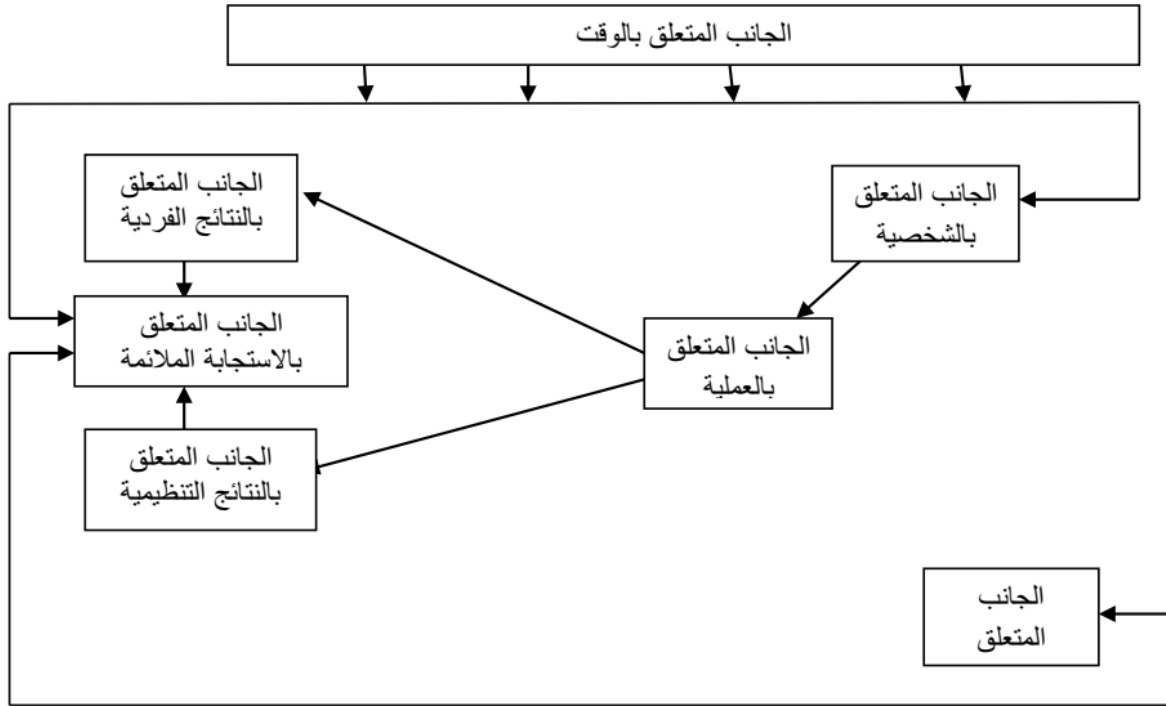 الجانب المتعلق بالوقت
الجانب المتعلق
بالشخصية
الجانب المتعلق
بالنتائج الفردية
الجانب المتعلق
بالاستجابة الملائمة
الجانب المتعلق
بالعملية
الجانب المتعلق
بالنتائج التنظيمية
الجانب
المتعلق